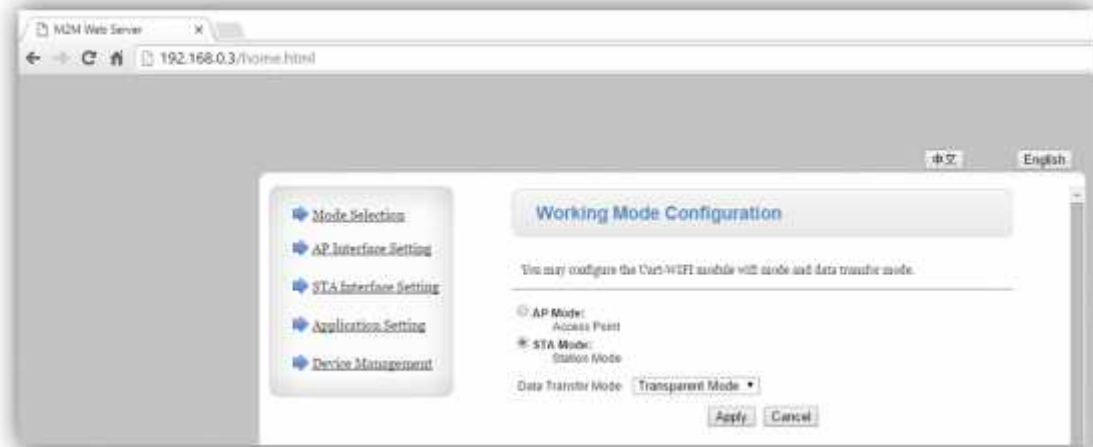 M2M Web Server
192.168.0.3/home.html
中文
English
Mode Selection
AP Interface Setting
STA Interface Setting
Application Setting
Device Management
Working Mode Configuration
You may configure the Uart-WIFI module wifi mode and data transfer mode.
AP Mode:
Access Point
STA Mode:
Station Mode
Data Transfer Mode Transparent Mode
Apply Cancel